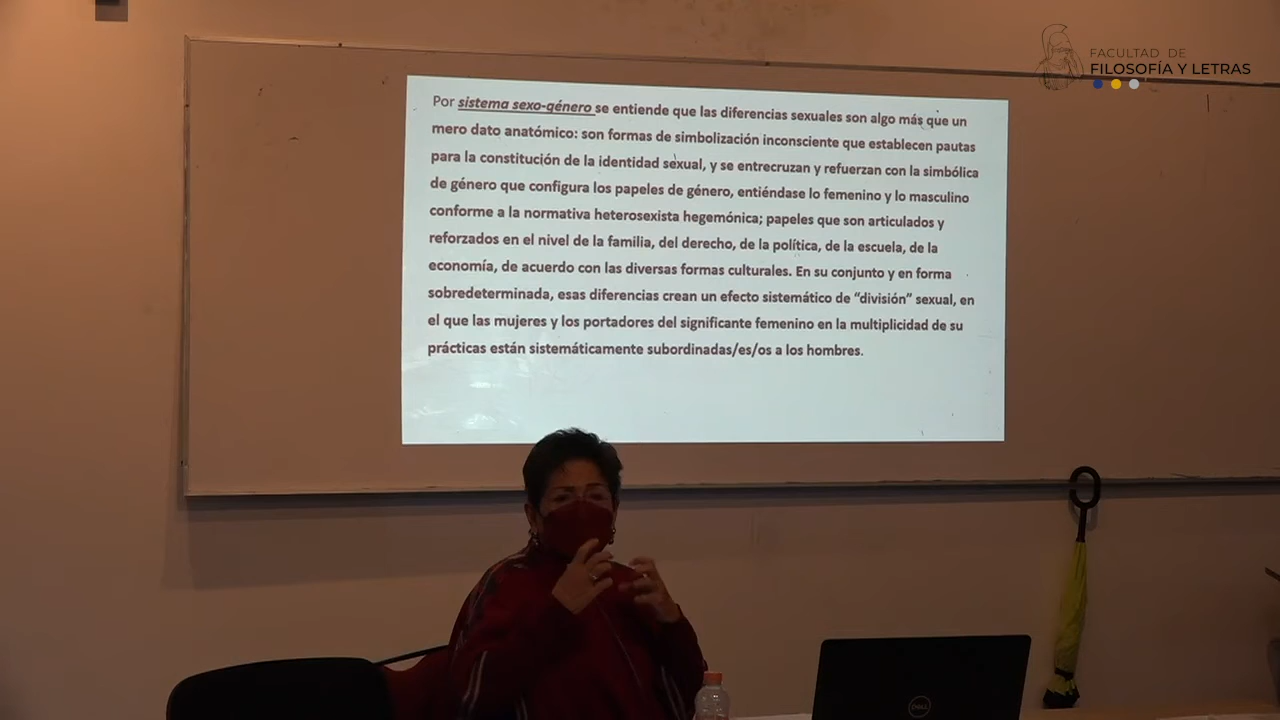 FACULTAD DE
FILOSOFÍA Y LETRAS
Por sistema sexo-género se entiende que las diferencias sexuales son algo más que un
mero dato anatómico: son formas de simbolización inconsciente que establecen pautas
para la constitución de la identidad sexual, y se entrecruzan y refuerzan con la simbólica
de género que configura los papeles de género, entiéndase lo femenino y lo masculino
conforme a la normativa heterosexista hegemónica; papeles que son articulados y
reforzados en el nivel de la familia, del derecho, de la política, de la escuela, de la
economía, de acuerdo con las diversas formas culturales. En su conjunto y en forma
sobredeterminada, esas diferencias crean un efecto sistemático de “división” sexual, en
el que las mujeres y los portadores del significante femenino en la multiplicidad de su
prácticas están sistemáticamente subordinadas/es/os a los hombres.
DELL